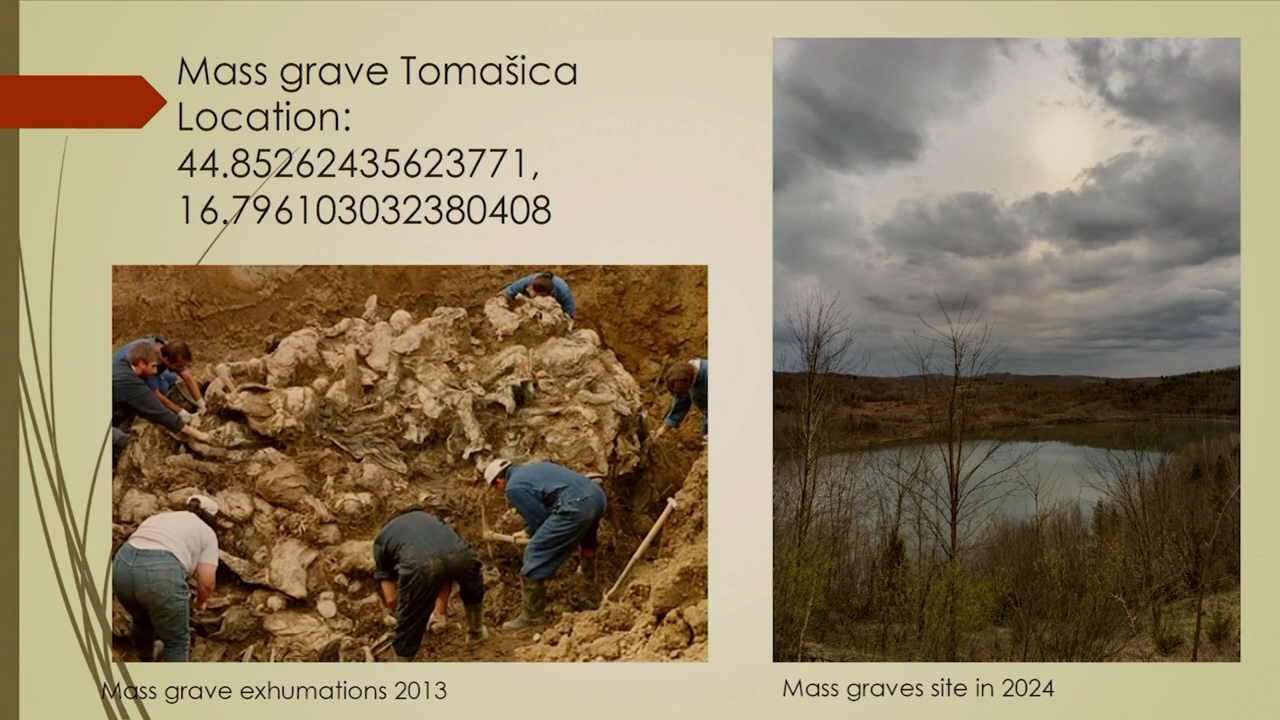 Mass grave Tomašica
Location:
44.85262435623771,
16.796103032380408
Mass grave exhumations 2013
Mass graves site in 2024